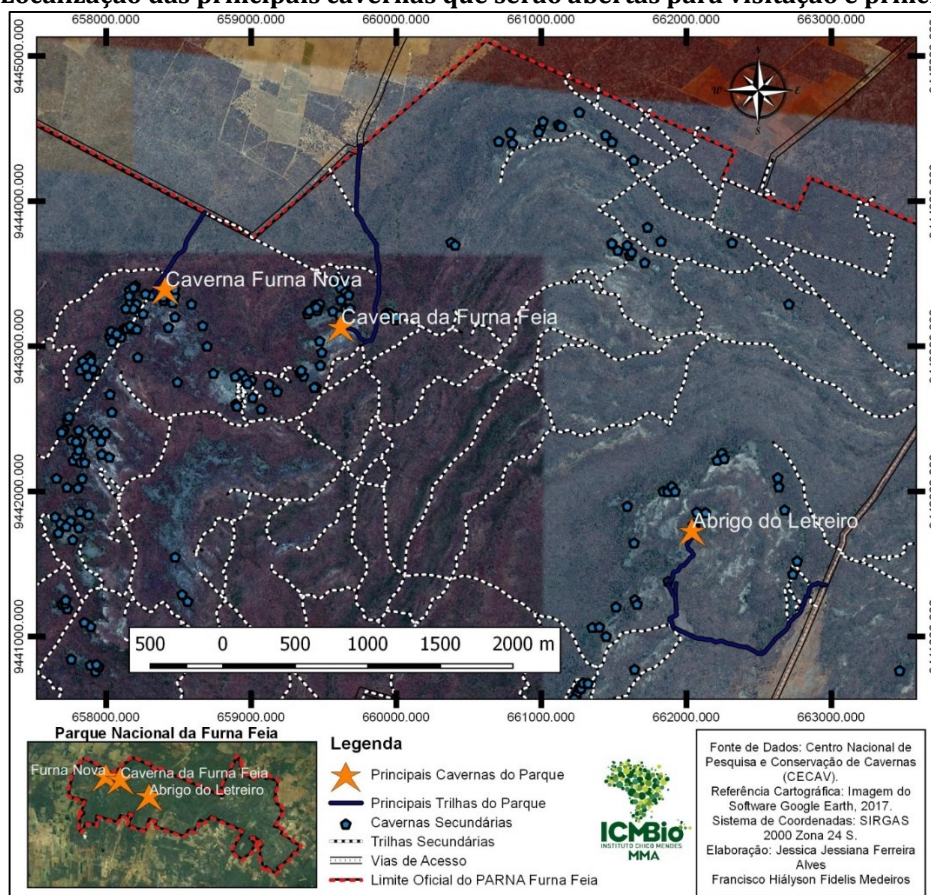 Localização das principais cavernas que serão abertas para visitação e
658000.000 659000.000 660000.000 661000.000 662000.000 663000.000
9445000.000
9444000.000
9443000.000
9442000.000
9441000.000
N
W E
S
Caverna Furna Nova
Caverna da Furna Feia
Abrigo do Letreiro
500 0 500 1000 1500 2000 m
658000.000 659000.000 660000.000 661000.000 662000.000 663000.000
Parque Nacional da Furna Feia
Furna Nova
Caverna da Furna Feia
Abrigo do Letreiro
Legenda
Principais Cavernas do Parque
Principais Trilhas do Parque
Cavernas Secundárias
Trilhas Secundárias
Vias de Acesso
Limite Oficial do PARNA Furna Feia
ICMBio
INSTITUTO CHICO MENDES
MMA
Fonte de Dados: Centro Nacional de
Pesquisa e Conservação de Cavernas
(CECAV).
Referência Cartográfica: Imagem do
Software Google Earth, 2017.
Sistema de Coordenadas: SIRGAS
2000 Zona 24 S.
Elaboração: Jessica Jessiana Ferreira
Alves
Francisco Hiályson Fidelis Medeiros